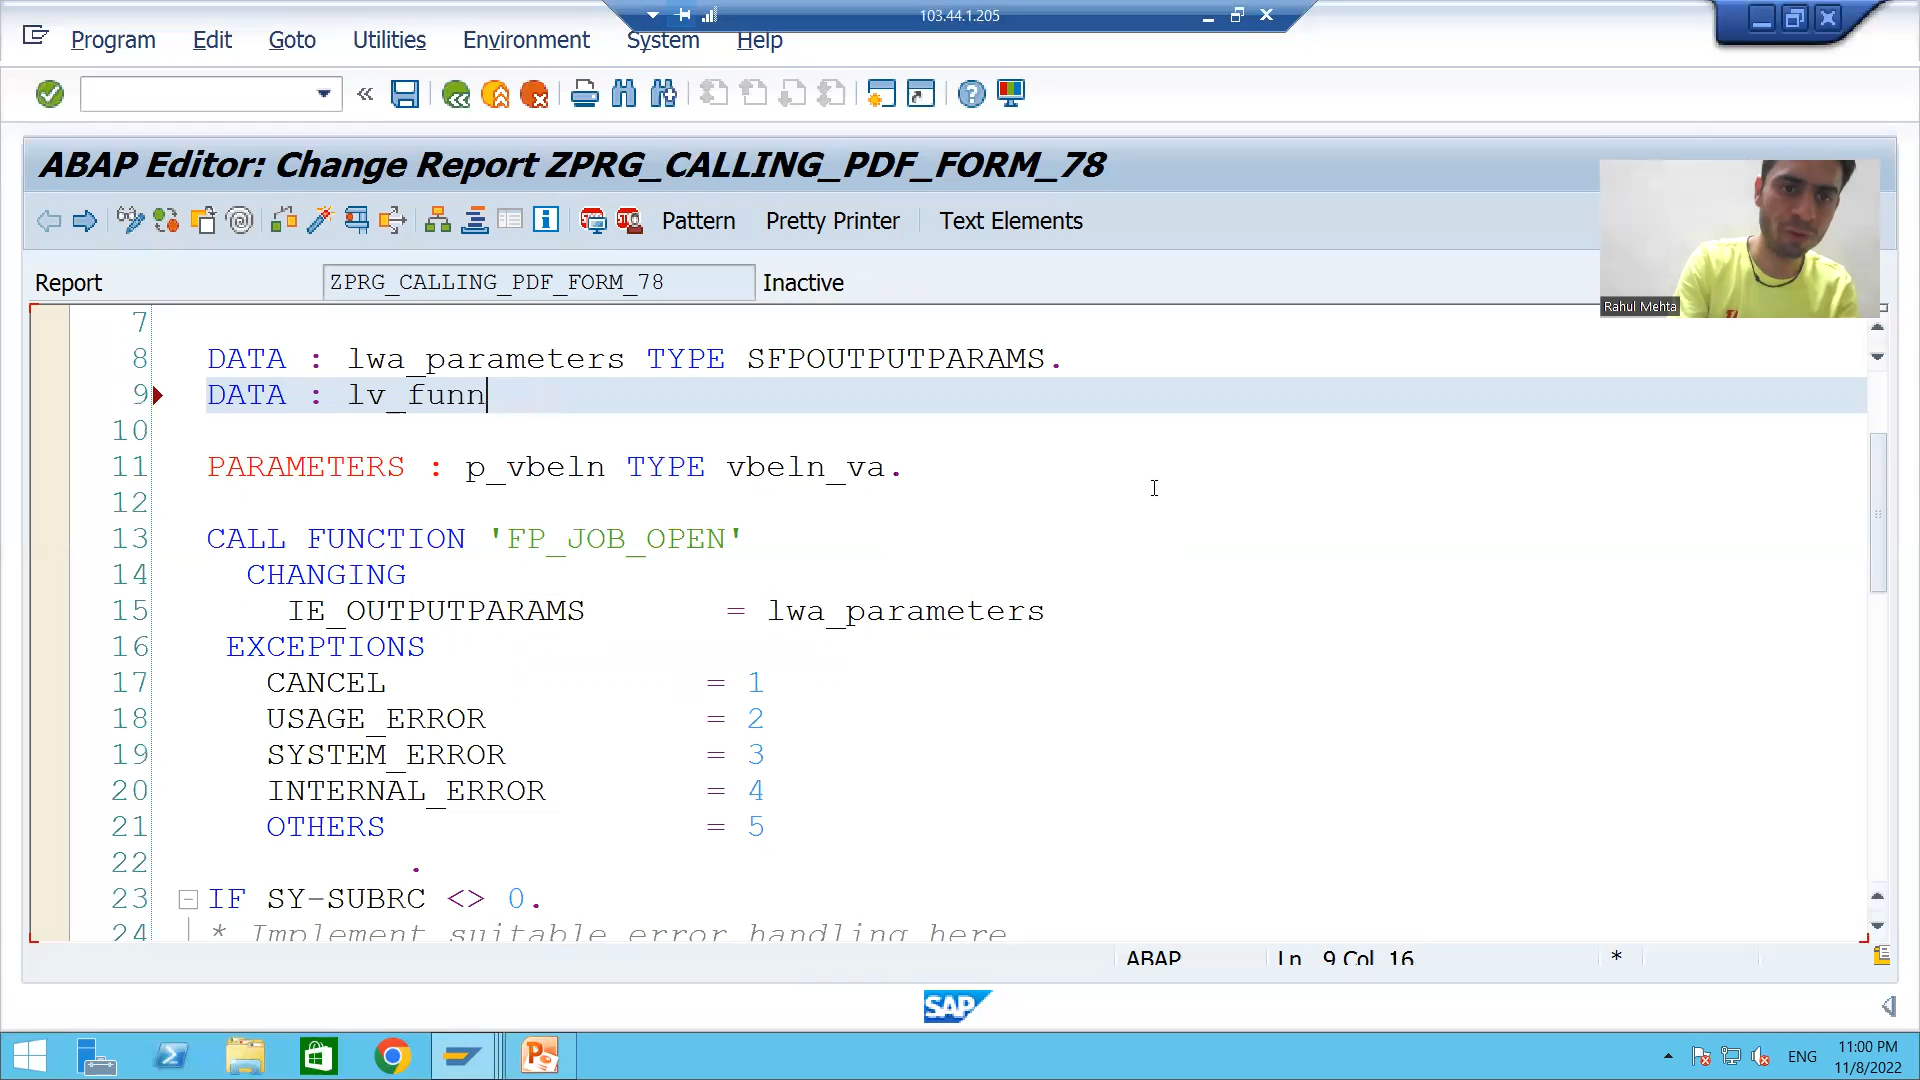 103.44.1.205
Program Edit Goto Utilities Environment System Help
ABAP Editor: Change Report ZPRG_CALLING_PDF_FORM_78
Pattern Pretty Printer Text Elements
Report ZPRG_CALLING_PDF_FORM_78 Inactive
Rahul Mehta
7
8 DATA : lwa_parameters TYPE SFPOUTPUTPARAMS.
9 DATA : lv_funn
10
11 PARAMETERS : p_vbeln TYPE vbeln_va.
12
13 CALL FUNCTION 'FP_JOB_OPEN'
14 CHANGING
15 IE_OUTPUTPARAMS = lwa_parameters
16 EXCEPTIONS
17 CANCEL = 1
18 USAGE_ERROR = 2
19 SYSTEM_ERROR = 3
20 INTERNAL_ERROR = 4
21 OTHERS = 5
22 .
23 IF SY-SUBRC <> 0.
24 * Implement suitable error handling here
ABAP Ln 9 Col 16 *
SAP
ENG 11:00 PM
11/8/2022